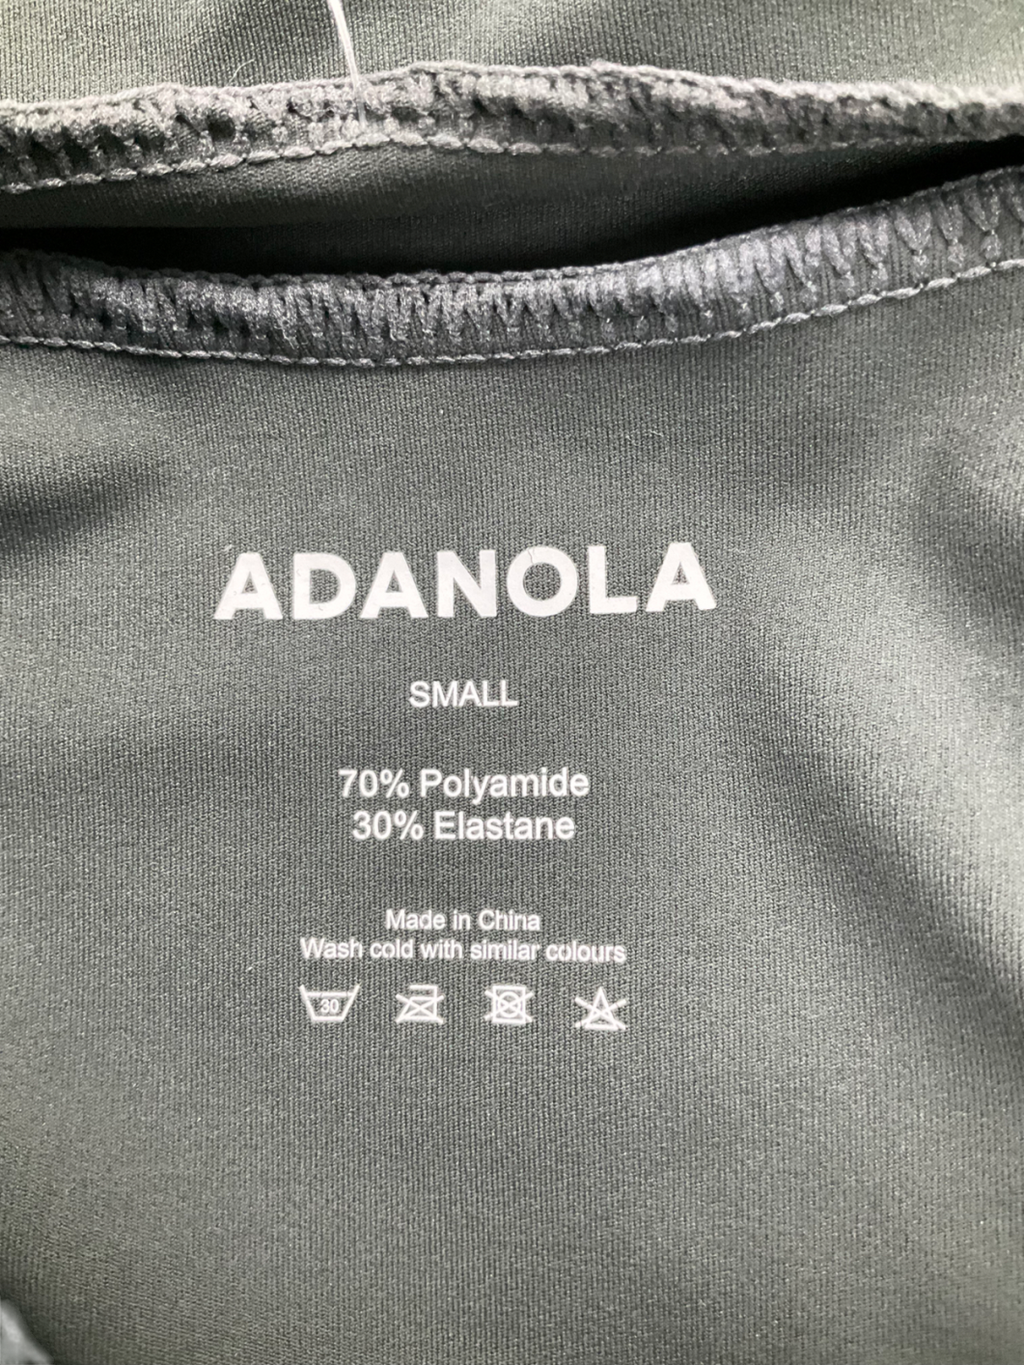 ADANOLA
SMALL
70% Polyamide
30% Elastane
Made in China
Wash cold with similar colours
30